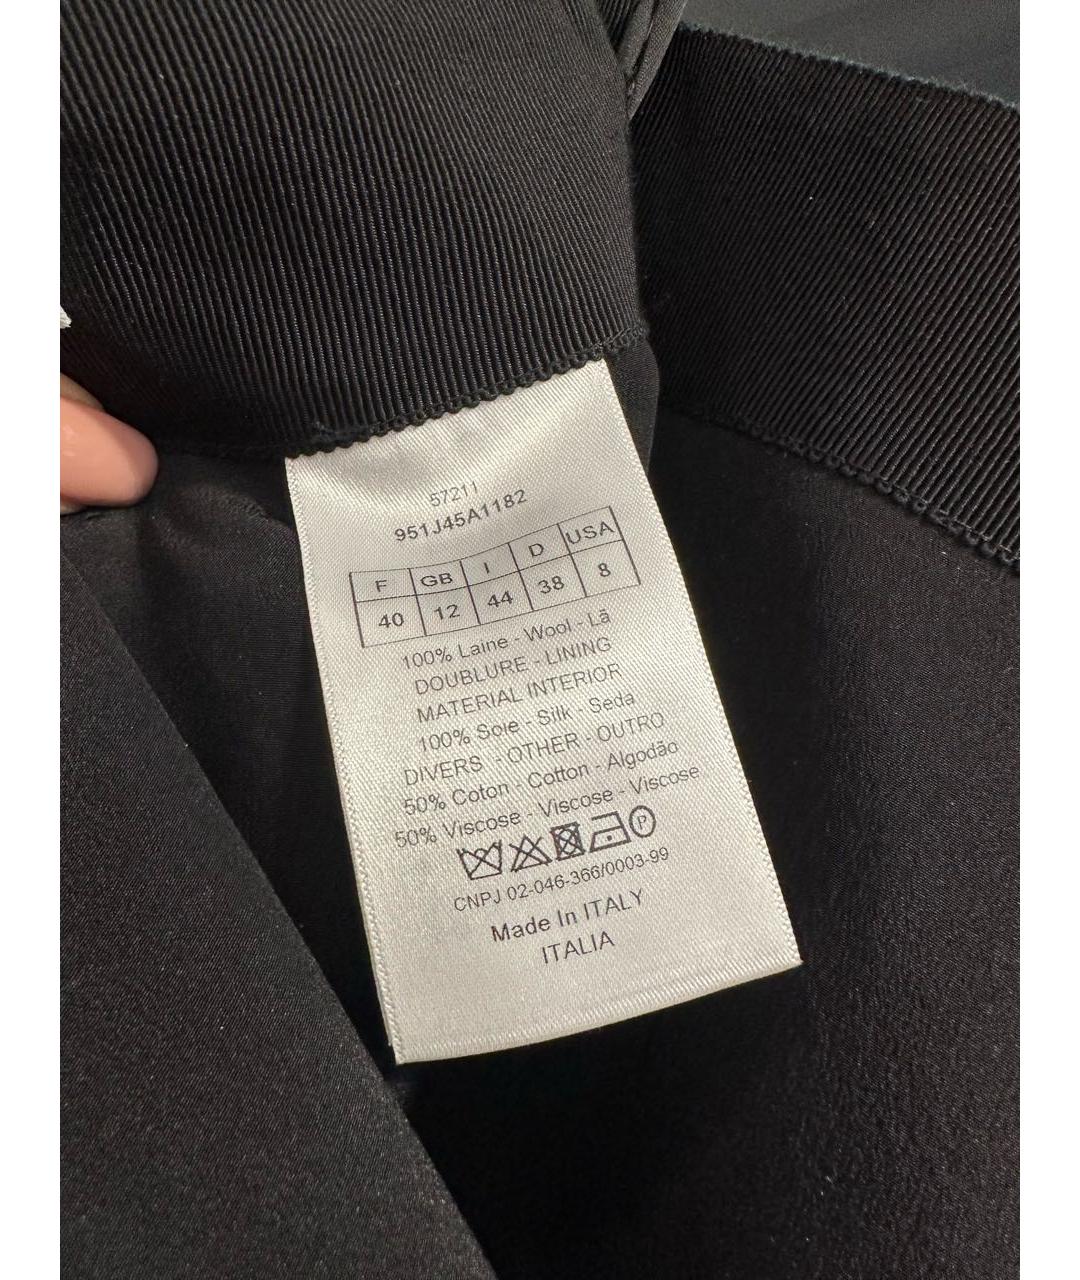 57211
951J45A1182
F GB I D USA
40 12 44 38 8
100% Laine - Wool - Lã
DOUBLURE - LINING
MATERIAL INTERIOR
100% Soie - Silk - Seda
DIVERS - OTHER - OUTRO
50% Coton - Cotton - Algodão
50% Viscose - Viscose - Viscose
P
CNPJ 02-046-366/0003-99
Made In ITALY
ITALIA